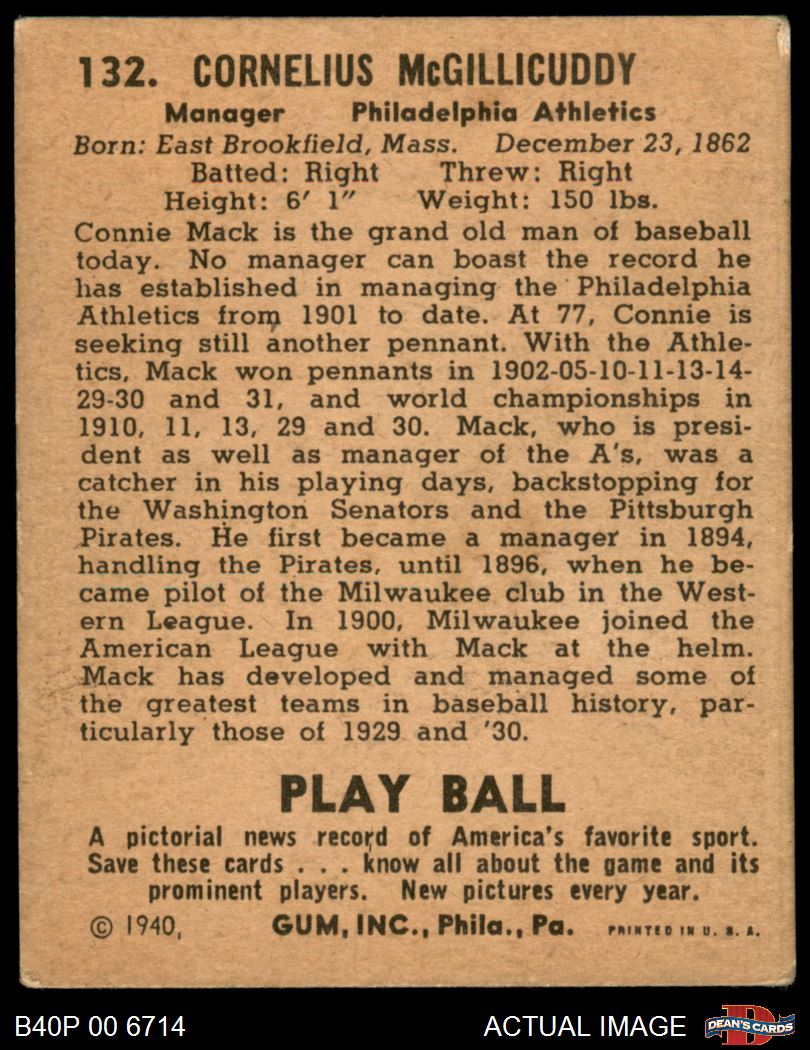 132. CORNELIUS McGILLICUDDY
Manager Philadelphia Athletics
Born: East Brookfield, Mass. December 23, 1862
Batted: Right Threw: Right
Height: 6' 1" Weight: 150 lbs.
Connie Mack is the grand old man of baseball
today. No manager can boast the record he
has established in managing the Philadelphia
Athletics from 1901 to date. At 77, Connie is
seeking still another pennant. With the Athle-
tics, Mack won pennants in 1902-05-10-11-13-14-
29-30 and 31, and world championships in
1910, 11, 13, 29 and 30. Mack, who is presi-
dent as well as manager of the A's, was a
catcher in his playing days, backstopping for
the Washington Senators and the Pittsburgh
Pirates. He first became a manager in 1894,
handling the Pirates, until 1896, when he be-
came pilot of the Milwaukee club in the West-
ern League. In 1900, Milwaukee joined the
American League with Mack at the helm.
Mack has developed and managed some of
the greatest teams in baseball history, par-
ticularly those of 1929 and '30.
PLAY BALL
A pictorial news record of America's favorite sport.
Save these cards . . . know all about the game and its
prominent players. New pictures every year.
© 1940, GUM, INC., Phila., Pa. PRINTED IN U. S. A.
B40P 00 6714 ACTUAL IMAGE DEAN'S CARDS